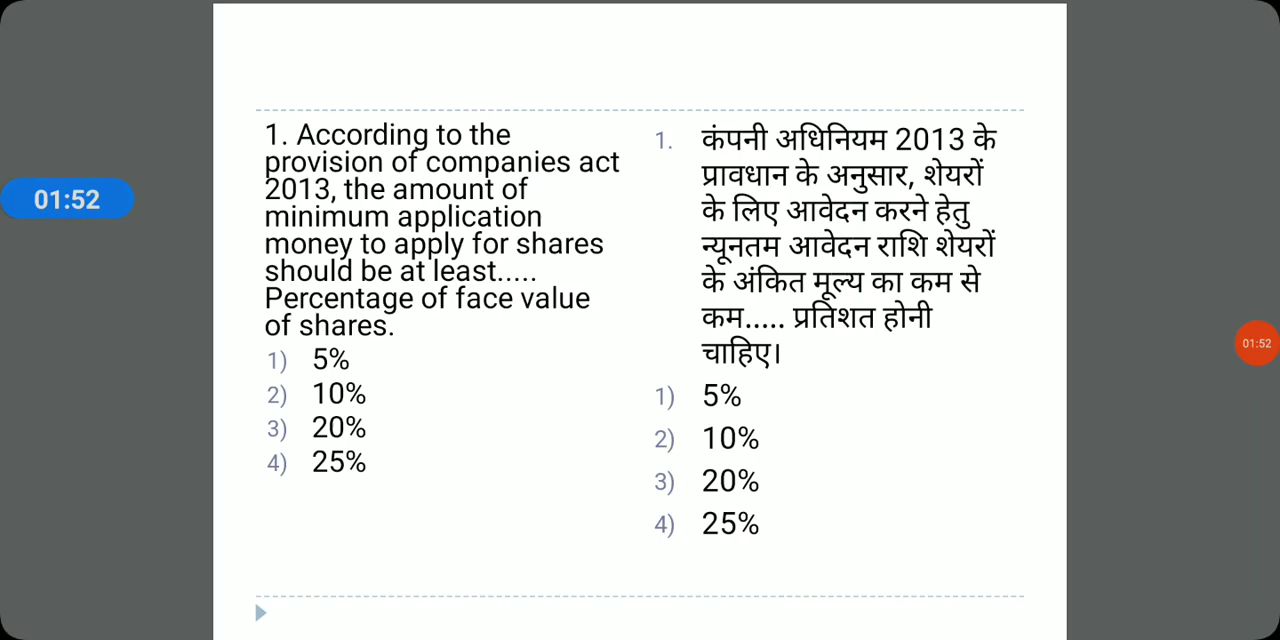 01:52
1. According to the
provision of companies act
2013, the amount of
minimum application
money to apply for shares
should be at least.....
Percentage of face value
of shares.
1) 5%
2) 10%
3) 20%
4) 25%
1. कंपनी अधिनियम 2013 के
प्रावधान के अनुसार, शेयरों
के लिए आवेदन करने हेतु
न्यूनतम आवेदन राशि शेयरों
के अंकित मूल्य का कम से
कम..... प्रतिशत होनी
चाहिए।
1) 5%
2) 10%
3) 20%
4) 25%
01:52